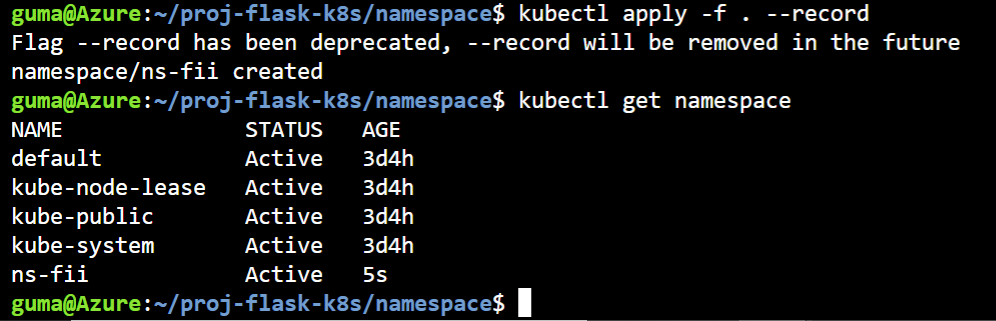 guma@Azure:~/proj-flask-k8s/namespace$ kubectl apply -f . --record
Flag --record has been deprecated, --record will be removed in the future
namespace/ns-fii created
guma@Azure:~/proj-flask-k8s/namespace$ kubectl get namespace
NAME              STATUS   AGE
default           Active   3d4h
kube-node-lease   Active   3d4h
kube-public       Active   3d4h
kube-system       Active   3d4h
ns-fii            Active   5s
guma@Azure:~/proj-flask-k8s/namespace$